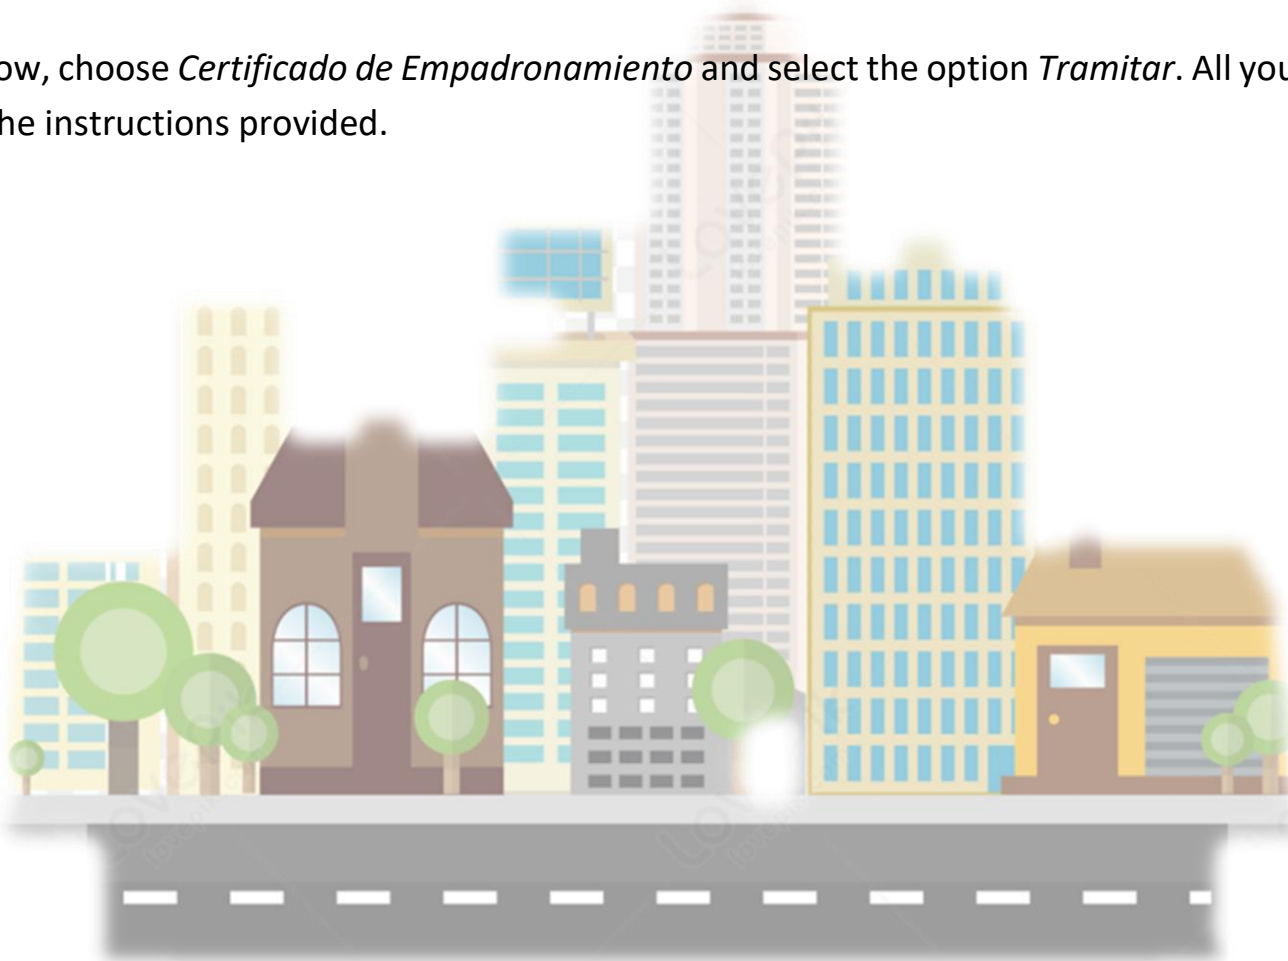 ow, choose Certificado de Empadronamiento and select the option Tramitar. All you
he instructions provided.